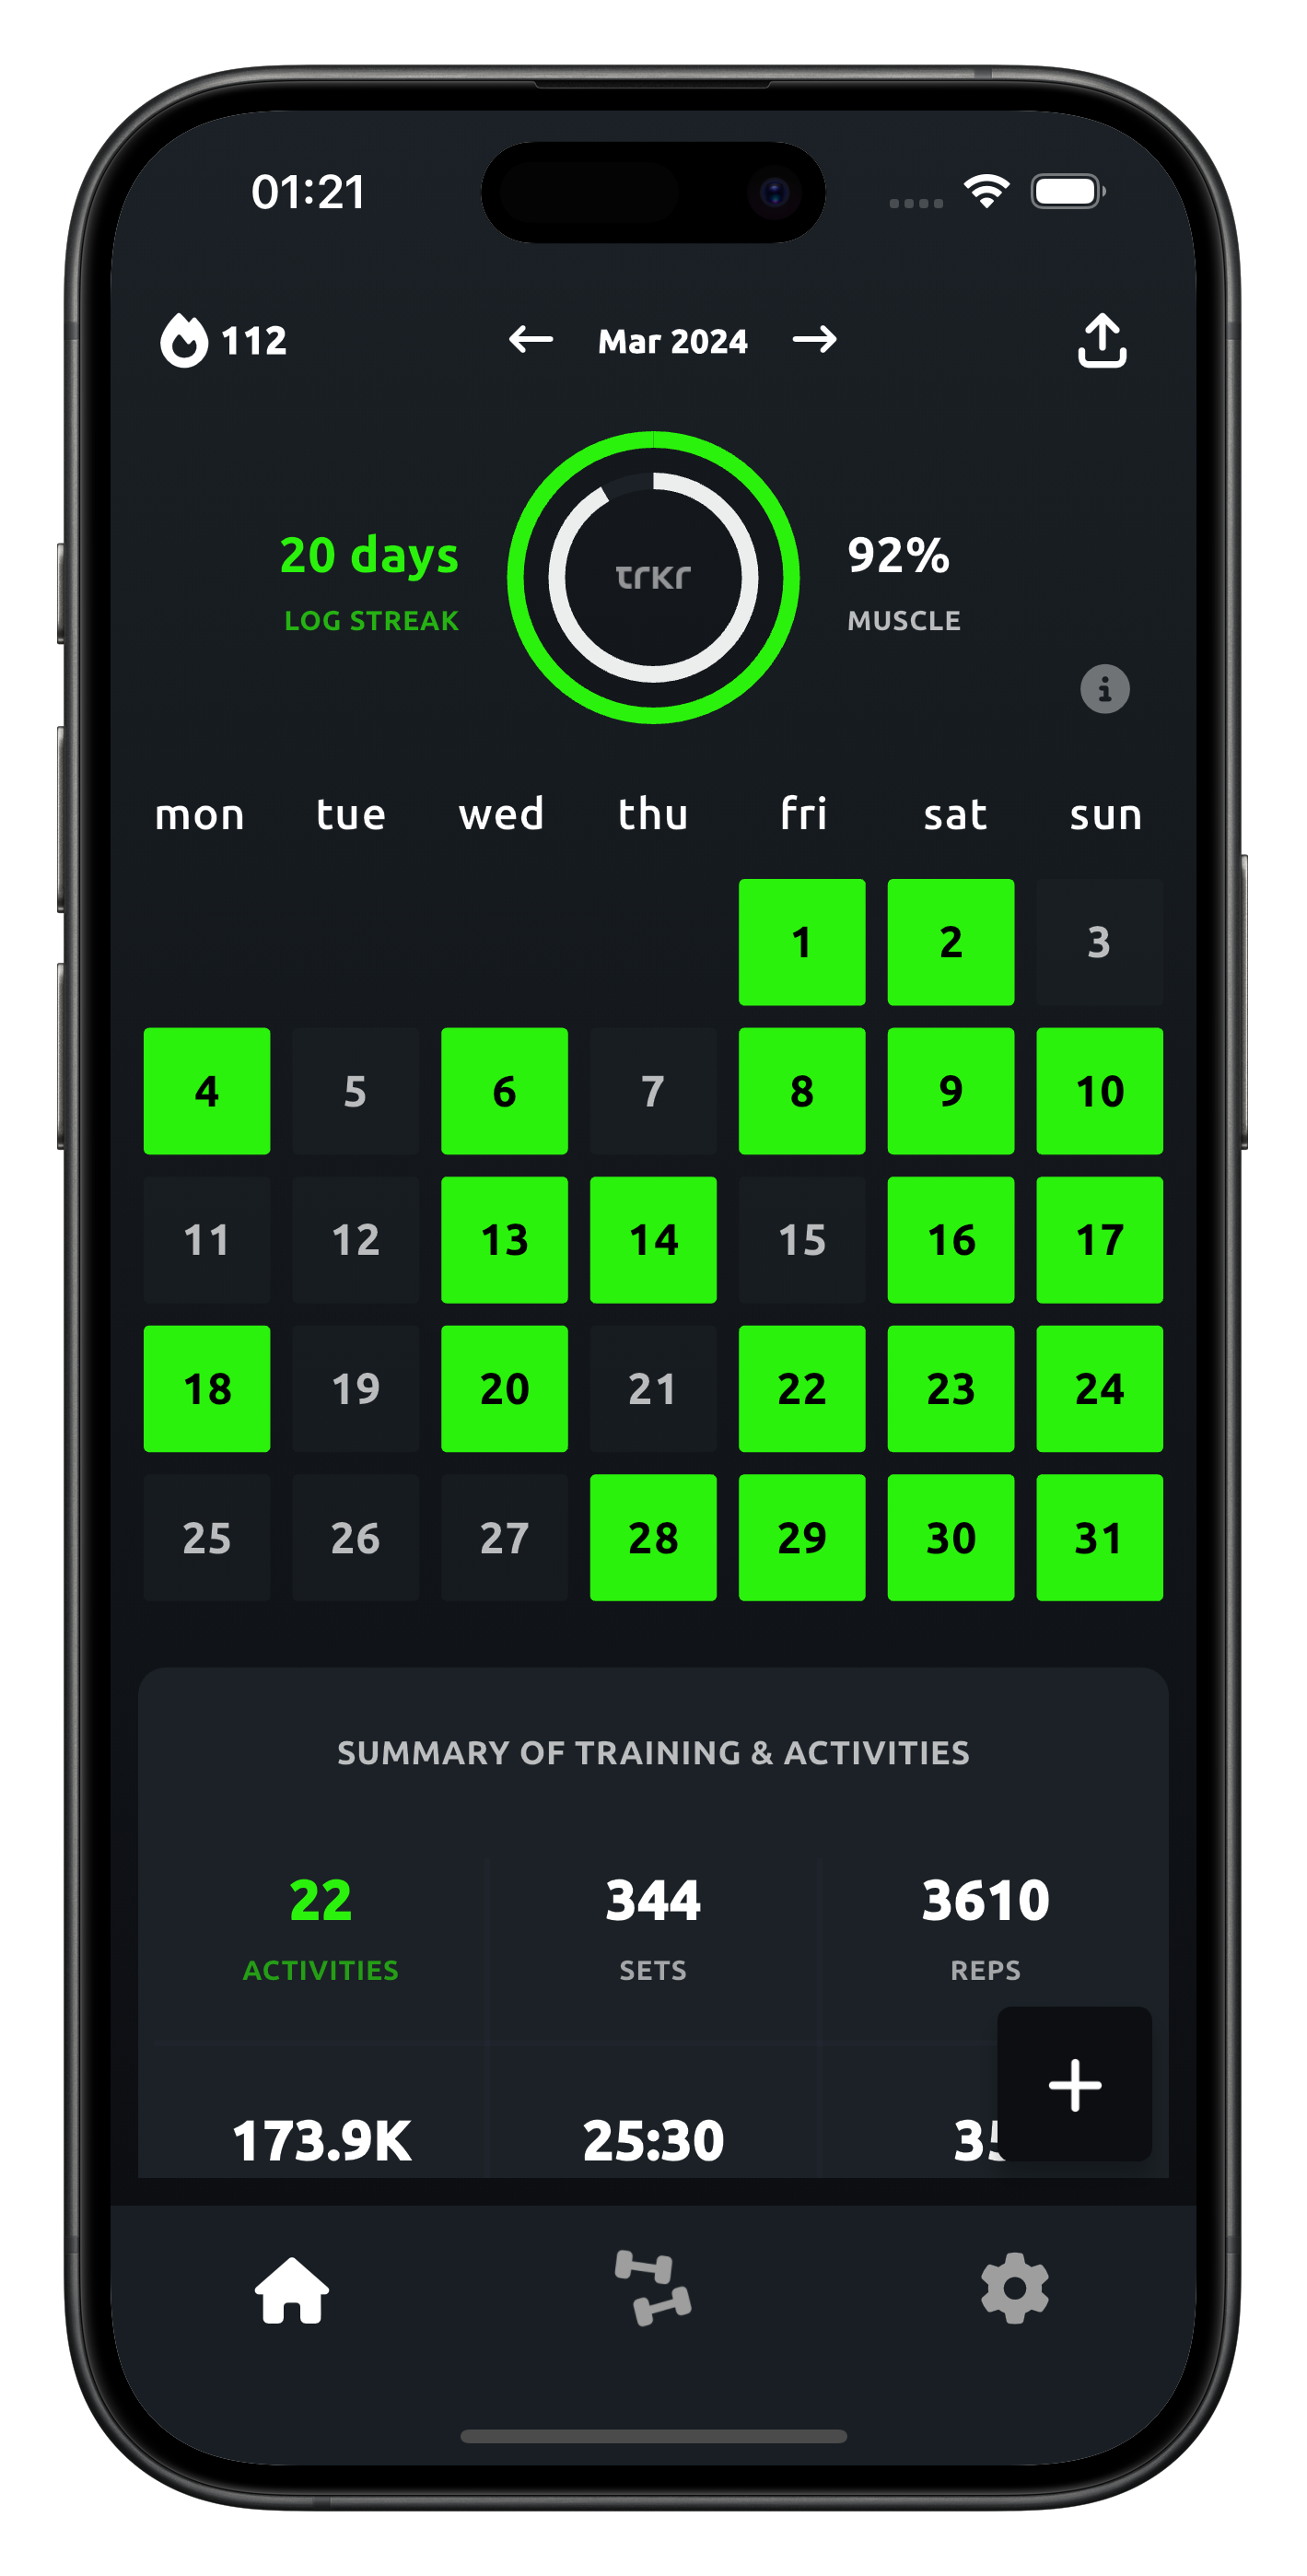 01:21
112
Mar 2024
20 days
LOG STREAK
trkr
92%
MUSCLE
mon tue wed thu fri sat sun
1 2 3
4 5 6 7 8 9 10
11 12 13 14 15 16 17
18 19 20 21 22 23 24
25 26 27 28 29 30 31
SUMMARY OF TRAINING & ACTIVITIES
22 344 3610
ACTIVITIES SETS REPS
173.9K 25:30